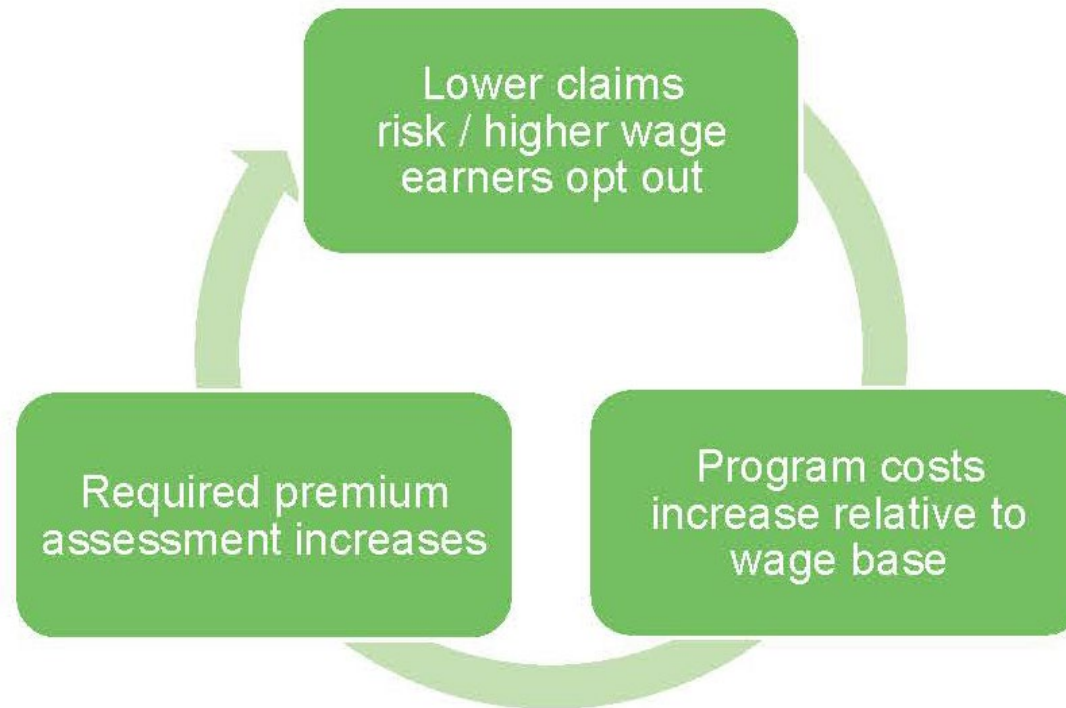 Lower claims
risk / higher wage
earners opt out
Program costs
increase relative to
wage base
Required premium
assessment increases